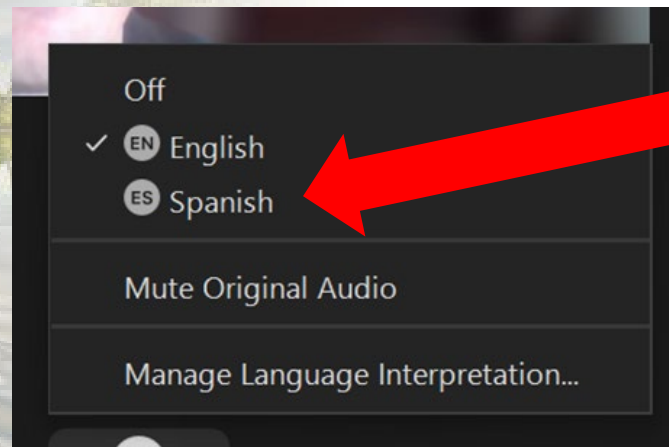 Off
EN English
ES Spanish
Mute Original Audio
Manage Language Interpretation...